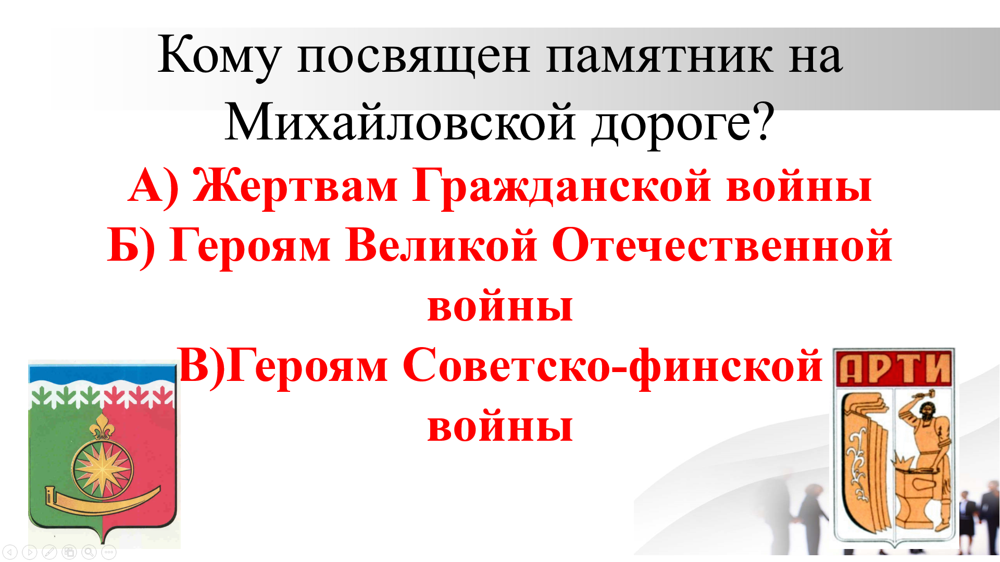 Кому посвящен памятник на
Михайловской дороге?
А) Жертвам Гражданской войны
Б) Героям Великой Отечественной
войны
В)Героям Советско-финской
войны
АРТИ